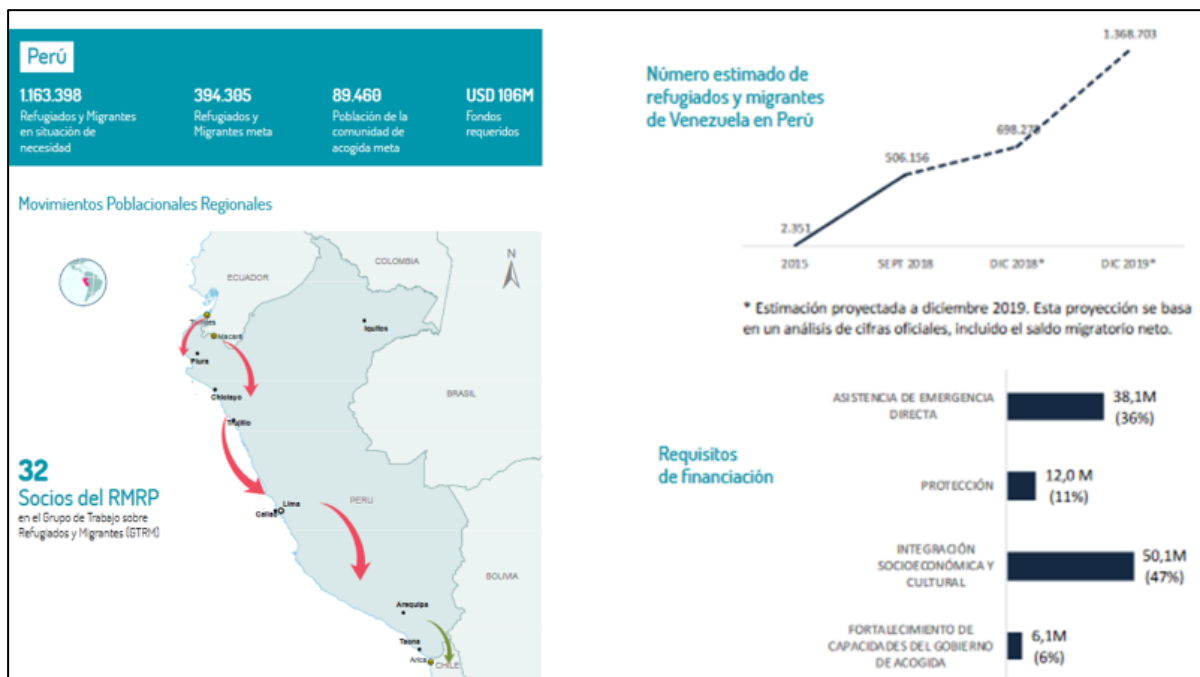 Perú
1.163.398
Refugiados y Migrantes
en situación de
necesidad
394.305
Refugiados y
Migrantes meta
89.460
Población de la
comunidad de
acogida meta
USD 106M
Fondos
requeridos
Movimientos Poblacionales Regionales
N
COLOMBIA
ECUADOR
Iquitos
Macará
Piura
Chiclayo
BRASIL
Trujillo
32
Socios del RMRP
en el Grupo de Trabajo sobre
Refugiados y Migrantes (GTRM)
PERU
Lima
Callao
BOLIVIA
Arequipa
Tacna
Arica
CHILE
Número estimado de
refugiados y migrantes
de Venezuela en Perú
1.368.703
506.156
2.351
2015
SEPT 2018
DIC 2018*
DIC 2019*
* Estimación proyectada a diciembre 2019. Esta proyección se basa
en un análisis de cifras oficiales, incluido el saldo migratorio neto.
Requisitos
de financiación
ASISTENCIA DE EMERGENCIA
DIRECTA
38,1M
(36%)
PROTECCIÓN
12,0 M
(11%)
INTEGRACIÓN
SOCIOECONÓMICA Y
CULTURAL
50,1M
(47%)
FORTALECIMIENTO DE
CAPACIDADES DEL GOBIERNO
DE ACOGIDA
6,1M
(6%)